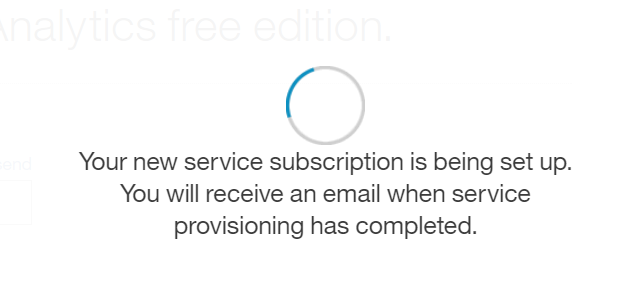 Analytics free edition.
Your new service subscription is being set up.
You will receive an email when service
provisioning has completed.